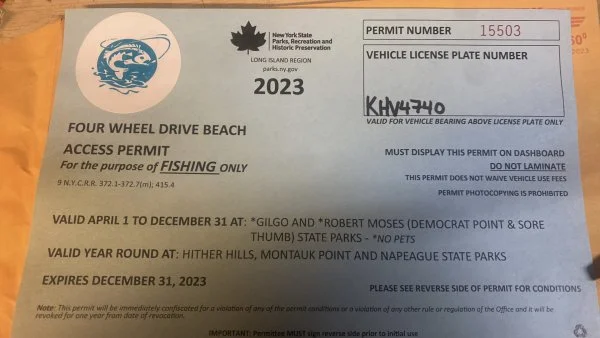 New York State
Parks, Recreation and
Historic Preservation
LONG ISLAND REGION
parks.ny.gov
2023
PERMIT NUMBER 15503
VEHICLE LICENSE PLATE NUMBER
KHV4740
VALID FOR VEHICLE BEARING ABOVE LICENSE PLATE ONLY
FOUR WHEEL DRIVE BEACH
ACCESS PERMIT
For the purpose of FISHING ONLY
9 N.Y.C.R.R. 372.1-372.7(m); 415.4
MUST DISPLAY THIS PERMIT ON DASHBOARD
DO NOT LAMINATE
THIS PERMIT DOES NOT WAIVE VEHICLE USE FEES
PERMIT PHOTOCOPYING IS PROHIBITED
VALID APRIL 1 TO DECEMBER 31 AT: *GILGO AND *ROBERT MOSES (DEMOCRAT POINT & SORE
THUMB) STATE PARKS - *NO PETS
VALID YEAR ROUND AT: HITHER HILLS, MONTAUK POINT AND NAPEAGUE STATE PARKS
EXPIRES DECEMBER 31, 2023
PLEASE SEE REVERSE SIDE OF PERMIT FOR CONDITIONS
Note: This permit will be immediately confiscated for a violation of any of the permit conditions or a violation of any other rule or regulation of the Office and it will be
revoked for one year from date of revocation.
IMPORTANT: Permittee MUST sign reverse side prior to initial use